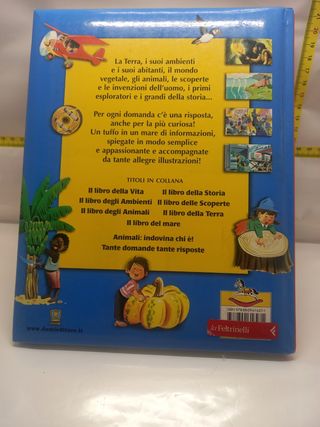 La Terra, i suoi ambienti
e i suoi abitanti, il mondo
vegetale, gli animali, le scoperte
e le invenzioni dell'uomo, i primi
esploratori e i grandi della storia...
Per ogni domanda c'è una risposta,
anche per la più curiosa!
Un tuffo in un mare di informazioni,
spiegate in modo semplice
e appassionante e accompagnate
da tante allegre illustrazioni!
TITOLI IN COLLANA
Il libro della Vita Il libro della Storia
Il libro degli Ambienti Il libro delle Scoperte
Il libro degli Animali Il libro della Terra
Il libro del mare
Animali: indovina chi è!
Tante domande tante risposte
la Feltrinelli